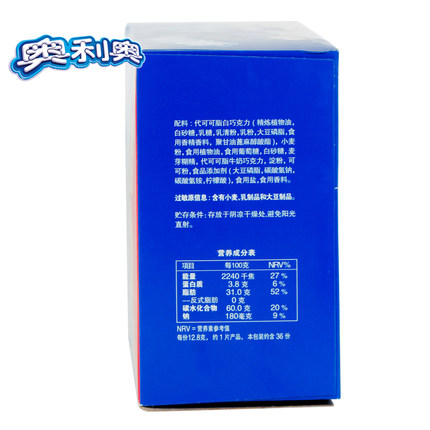 奥利奥
配料：代可可脂白巧克力（精炼植物油，
白砂糖，乳糖，乳清粉，乳粉，大豆磷脂，食
用香精香料，聚甘油蓖麻醇酸酯），小麦
粉，食用植物油，食用葡萄糖，白砂糖，麦
芽糊精，代可可脂牛奶巧克力，淀粉，可
可粉，食品添加剂（大豆磷脂，碳酸氢钠，
碳酸氢铵，柠檬酸），食用盐，食用香料。
过敏原信息：含有小麦，乳制品和大豆制品。
贮存条件：存放于阴凉干燥处，避免阳光
直射。
营养成分表
项目 每100克 NRV%
能量 2240 千焦 27 %
蛋白质 3.8 克 6 %
脂肪 31.0 克 52 %
—反式脂肪 0 克
碳水化合物 60.0 克 20 %
钠 180毫克 9 %
NRV = 营养素参考值
每份12.8克，约 1 片产品。 本包装约含 36 份